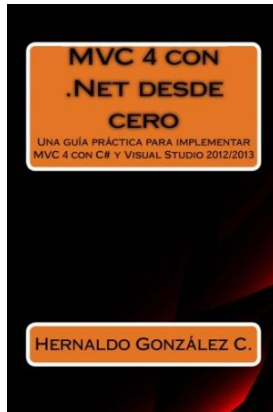 MVC 4 con
.Net desde
cero
Una guía práctica para implementar
MVC 4 con C# y Visual Studio 2012/2013
Hernaldo González C.